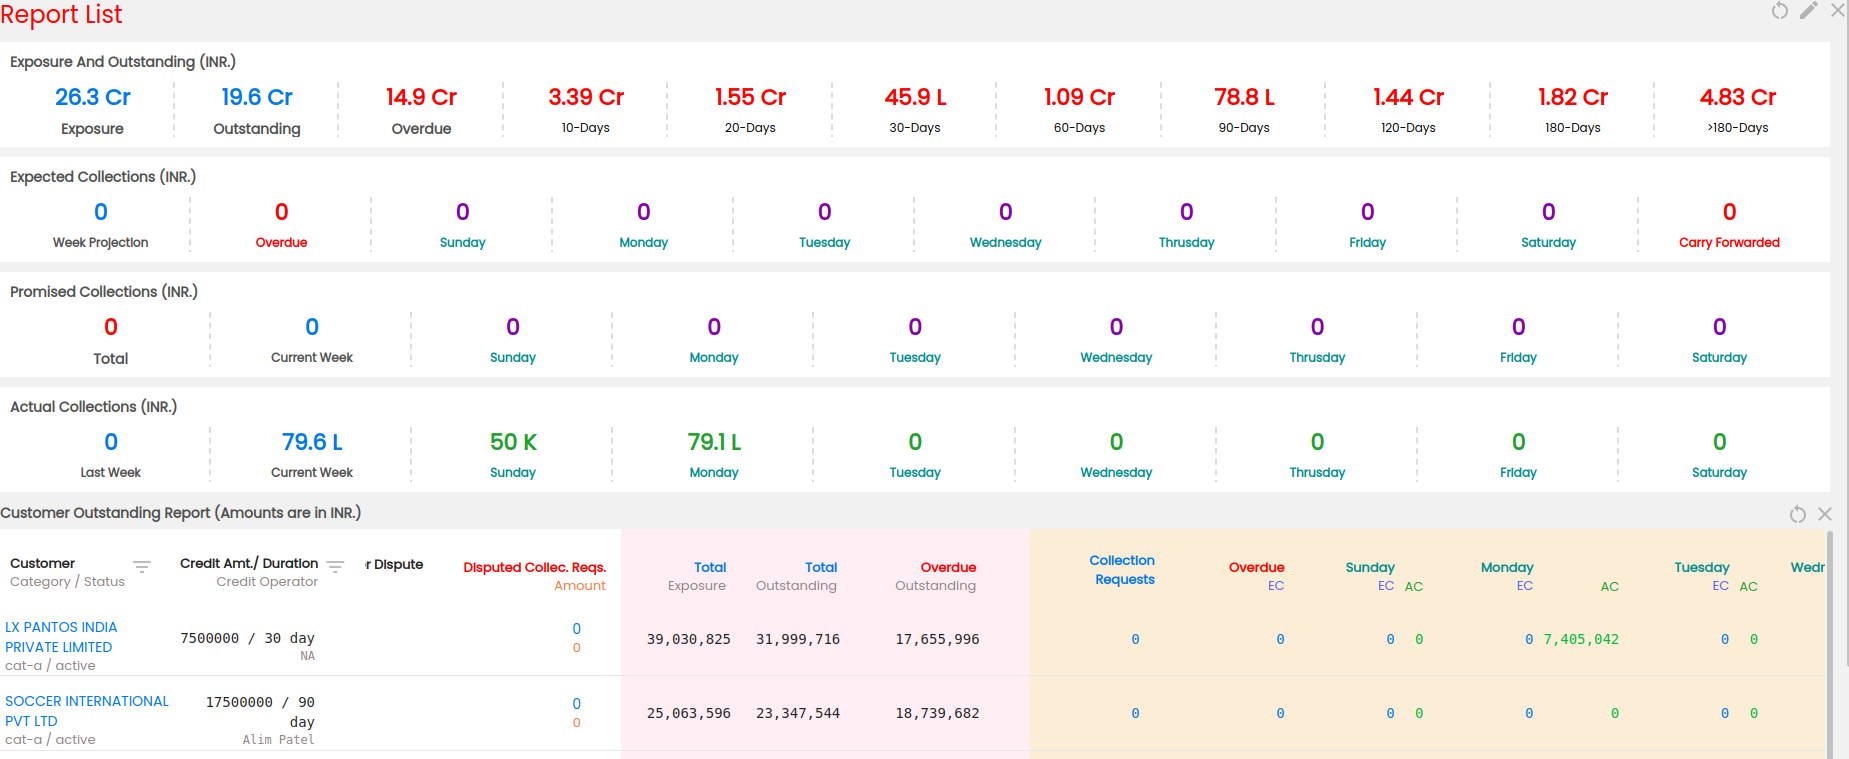 Report List
Exposure And Outstanding (INR.)
26.3 Cr 19.6 Cr 14.9 Cr 3.39 Cr 1.55 Cr 45.9 L 1.09 Cr 78.8 L 1.44 Cr 1.82 Cr 4.83 Cr
Exposure Outstanding Overdue 10-Days 20-Days 30-Days 60-Days 90-Days 120-Days 180-Days >180-Days
Expected Collections (INR.)
0 0 0 0 0 0 0 0 0 0
Week Projection Overdue Sunday Monday Tuesday Wednesday Thrusday Friday Saturday Carry Forwarded
Promised Collections (INR.)
0 0 0 0 0 0 0 0 0
Total Current Week Sunday Monday Tuesday Wednesday Thrusday Friday Saturday
Actual Collections (INR.)
0 79.6 L 50 K 79.1 L 0 0 0 0 0
Last Week Current Week Sunday Monday Tuesday Wednesday Thrusday Friday Saturday
Customer Outstanding Report (Amounts are in INR.)
Customer Credit Amt./ Duration r Dispute Disputed Collec. Reqs. Total Total Overdue Collection Overdue Sunday Monday Tuesday Wedr
Category / Status Credit Operator Amount Exposure Outstanding Outstanding Requests EC EC AC EC AC EC AC
LX PANTOS INDIA
PRIVATE LIMITED 7500000 / 30 day 0 39,030,825 31,999,716 17,655,996 0 0 0 0 0 7,405,042 0 0
cat-a / active NA 0
SOCCER INTERNATIONAL 17500000 / 90 0
PVT LTD day 0 25,063,596 23,347,544 18,739,682 0 0 0 0 0 0 0 0
cat-a / active Alim Patel